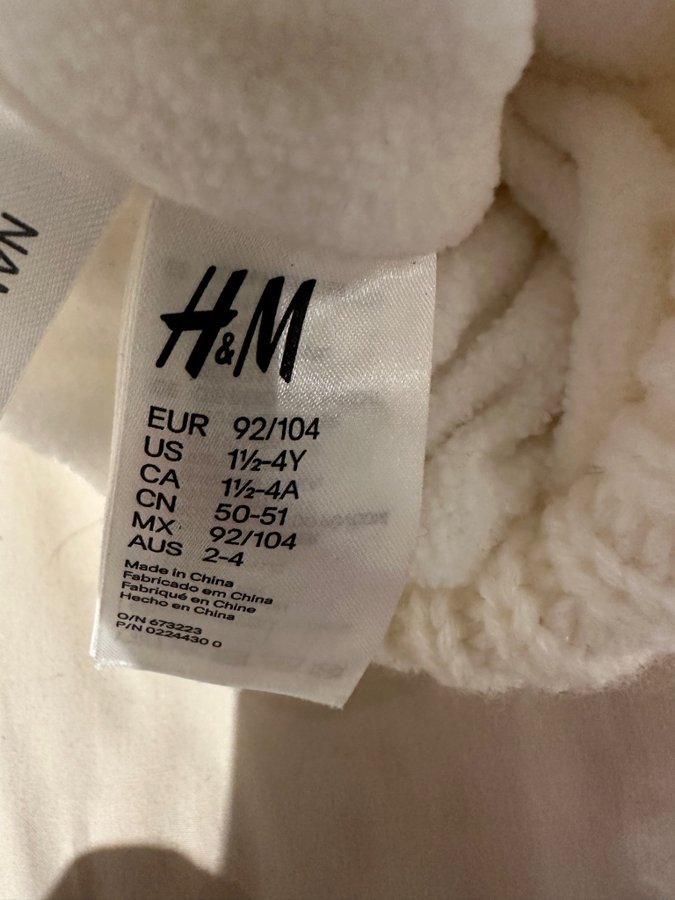 H&M
EUR 92/104
US 1½-4Y
CA 1½-4A
CN 50-51
MX 92/104
AUS 2-4
Made in China
Fabricado em China
Fabriqué en Chine
Hecho en China
O/N 673223
P/N 0224430 0